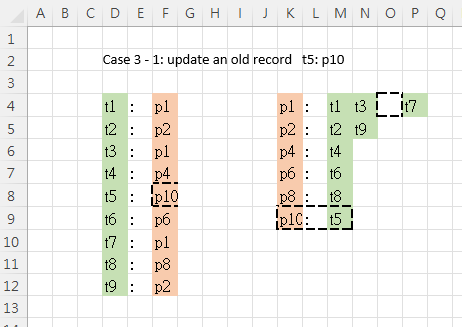 A B C D E F G H I J K L M N O P Q
1
2 Case 3 - 1: update an old record t5: p10
3
4 t1 : p1 p1 : t1 t3 t7
5 t2 : p2 p2 : t2 t9
6 t3 : p1 p4 : t4
7 t4 : p4 p6 : t6
8 t5 : p10 p8 : t8
9 t6 : p6 p10 : t5
10 t7 : p1
11 t8 : p8
12 t9 : p2
13
14